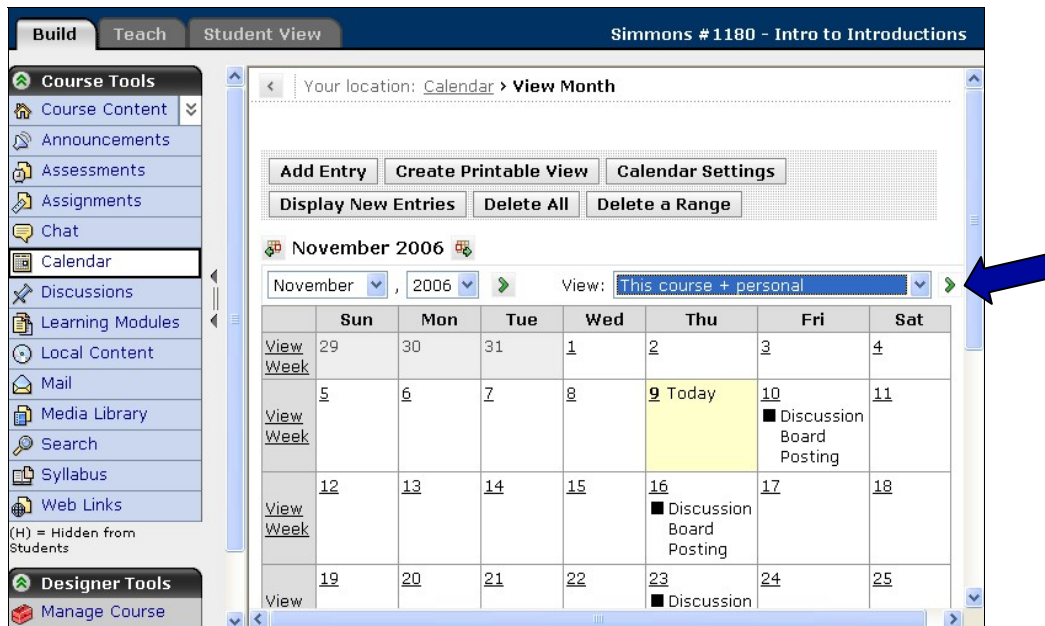 Build Teach Student View Simmons #1180 - Intro to Introductions
Course Tools
Course Content
Announcements
Assessments
Assignments
Chat
Calendar
Discussions
Learning Modules
Local Content
Mail
Media Library
Search
Syllabus
Web Links
(H) = Hidden from
Students
Designer Tools
Manage Course
Your location: Calendar > View Month
Add Entry Create Printable View Calendar Settings
Display New Entries Delete All Delete a Range
November 2006
November , 2006 View: This course + personal
Sun Mon Tue Wed Thu Fri Sat
View Week 29 30 31 1 2 3 4
View Week 5 6 7 8 9 Today 10 11
Discussion
Board
Posting
View Week 12 13 14 15 16 17 18
Discussion
Board
Posting
View 19 20 21 22 23 24 25
Discussion